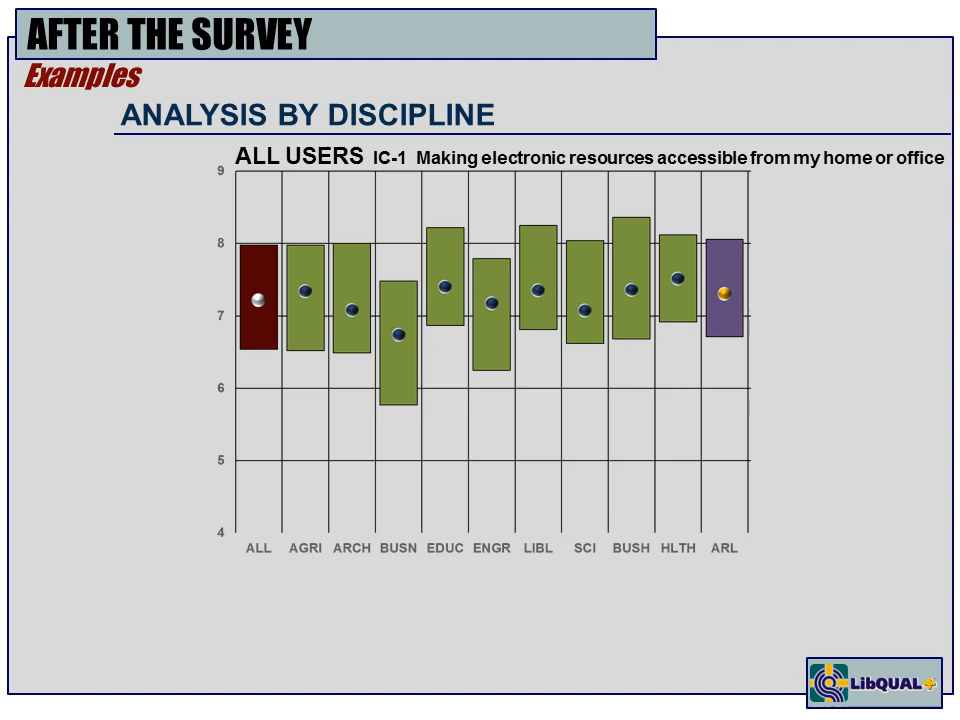 AFTER THE SURVEY
Examples
ANALYSIS BY DISCIPLINE
ALL USERS IC-1 Making electronic resources accessible from my home or office
9
8
7
6
5
4
ALL AGRI ARCH BUSN EDUC ENGR LIBL SCI BUSH HLTH ARL
LibQUAL+